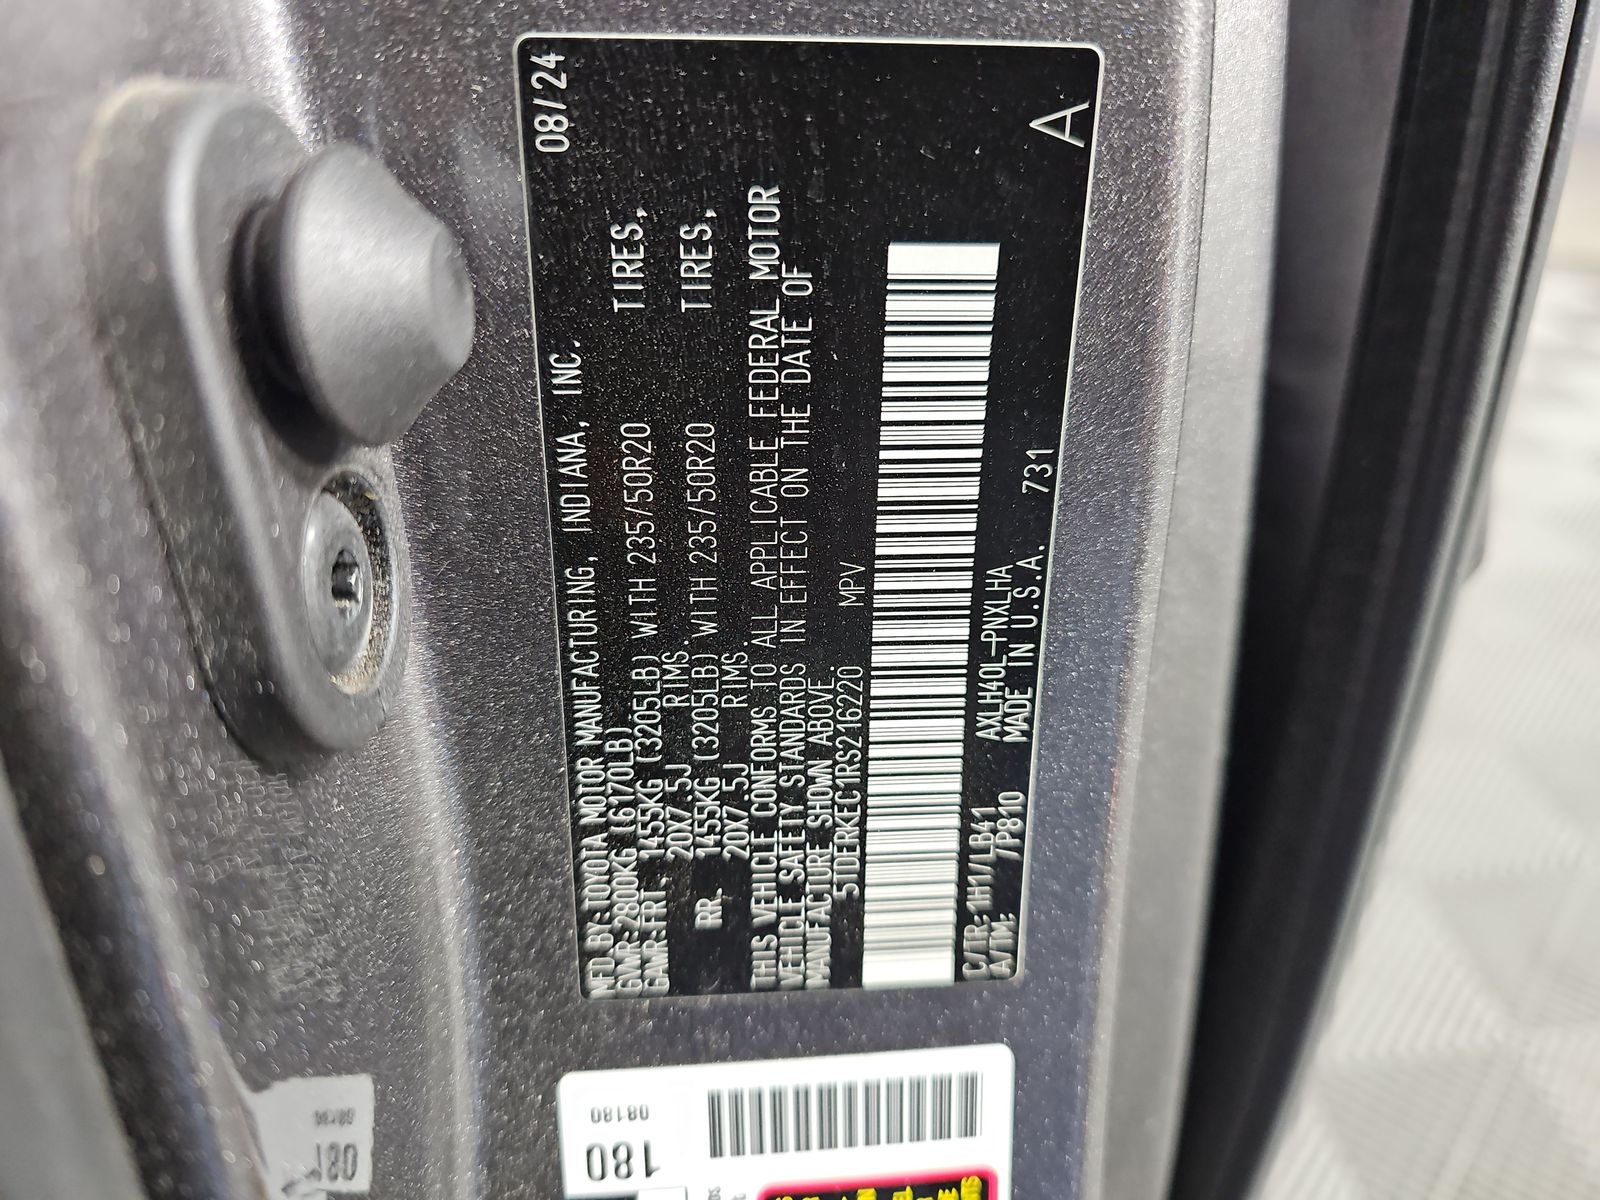 MFD. BY: TOYOTA MOTOR MANUFACTURING, INDIANA, INC. 08/24
GVWR: 2800KG (6170LB)
GAWR: FRT. 1455KG (3205LB) WITH 235/50R20 TIRES,
20X7.5J RIMS.
RR. 1455KG (3205LB) WITH 235/50R20 TIRES,
20X7.5J RIMS
THIS VEHICLE CONFORMS TO ALL APPLICABLE FEDERAL MOTOR
VEHICLE SAFETY STANDARDS IN EFFECT ON THE DATE OF
MANUFACTURE SHOWN ABOVE.
5TDERKEC1RS216220 MPV
C/TR: 1H1/LB41 AXLH40L-PNXLHA
A/TM: 7P810 MADE IN U.S.A. 731 A
180
08180